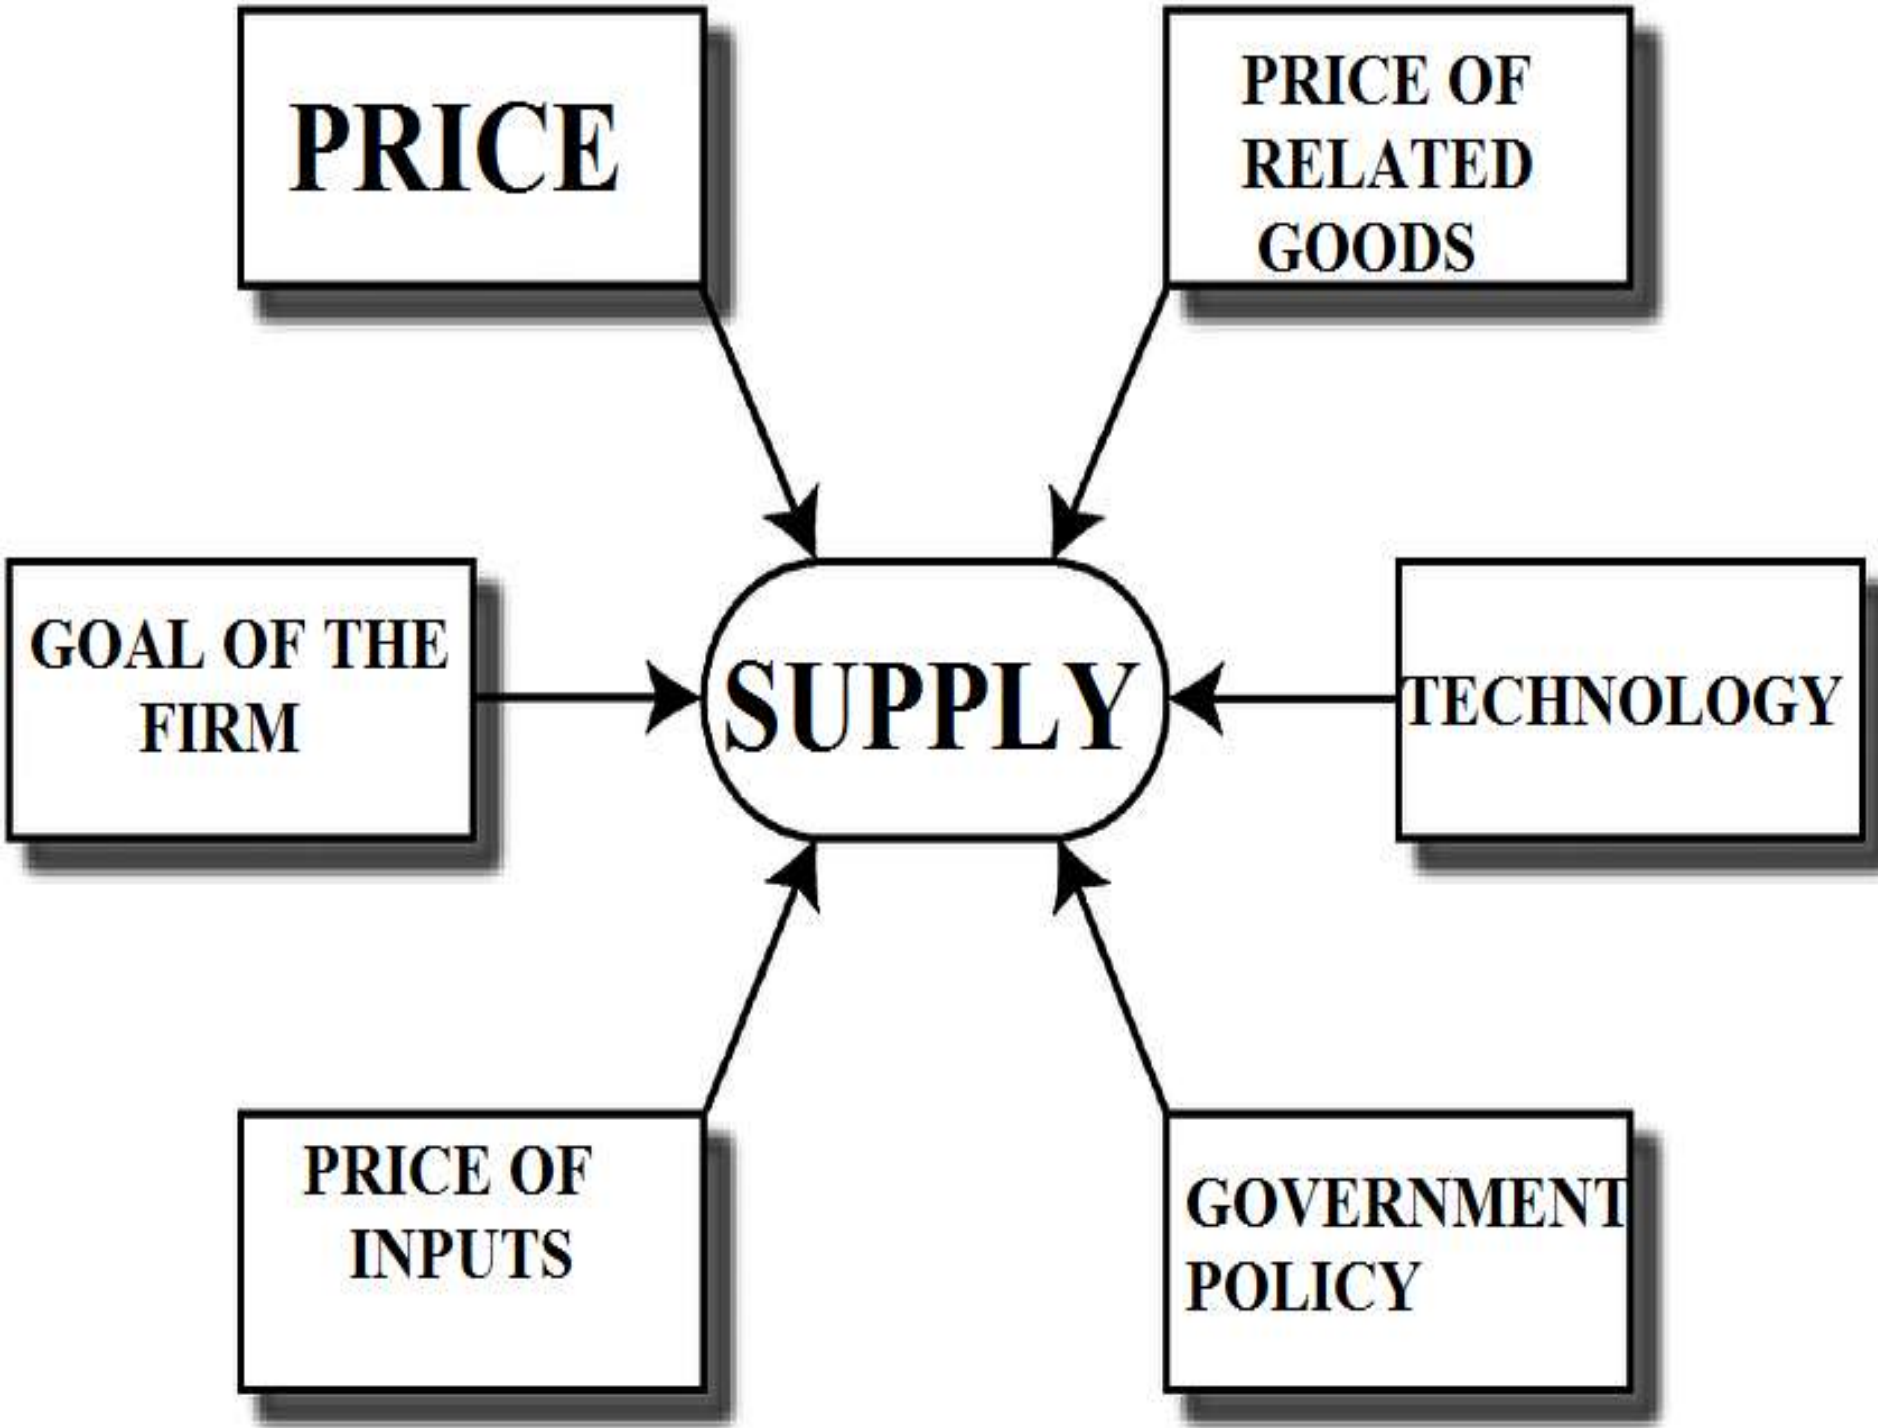 PRICE
PRICE OF
RELATED
GOODS
GOAL OF THE
FIRM
SUPPLY
TECHNOLOGY
PRICE OF
INPUTS
GOVERNMENT
POLICY